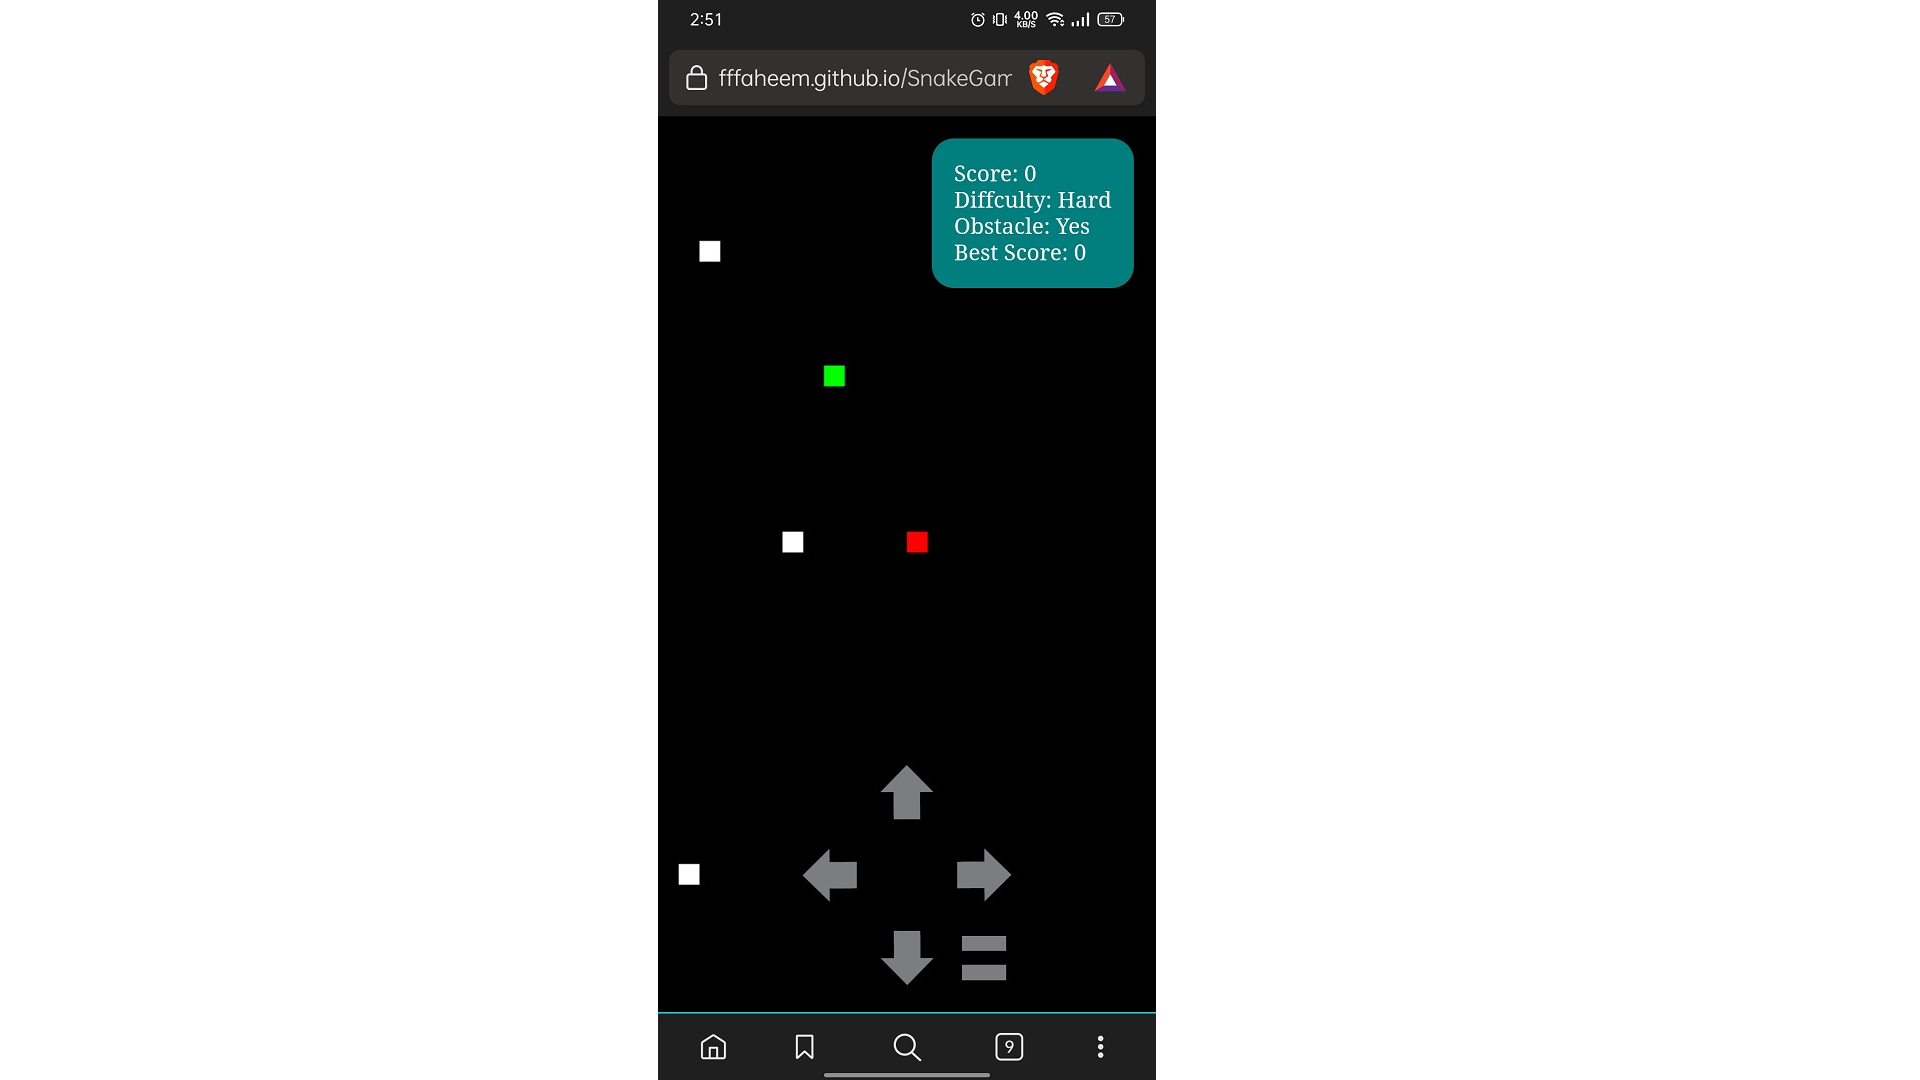 2:51
4.00
KB/S
57
fffaheem.github.io/SnakeGam
Score: 0
Diffculty: Hard
Obstacle: Yes
Best Score: 0
9